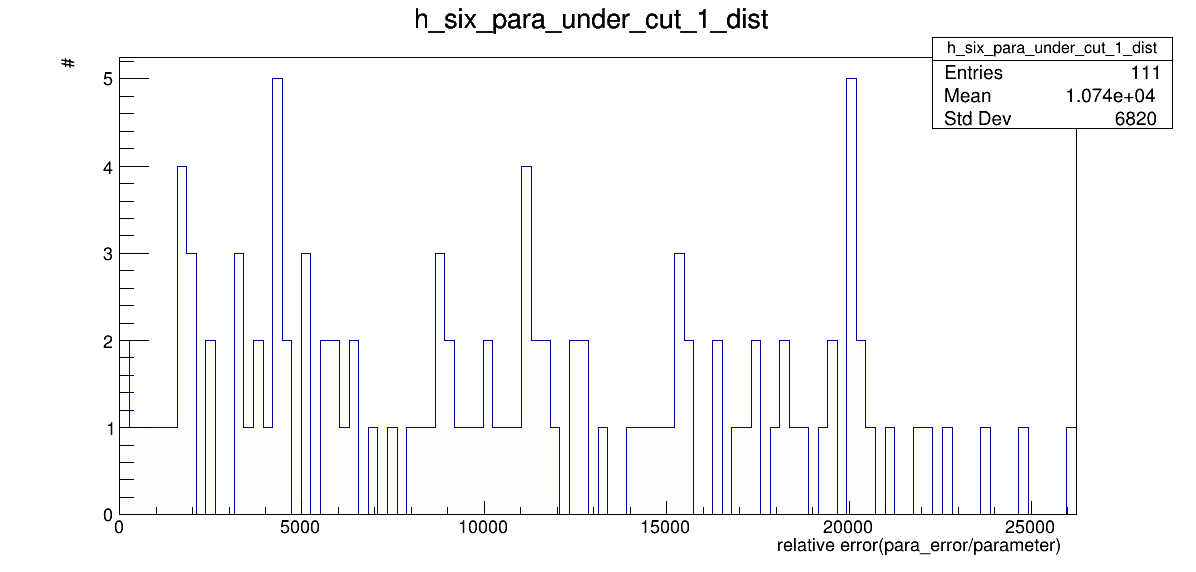 h_six_para_under_cut_1_dist
#
h_six_para_under_cut_1_dist
Entries 111
Mean 1.074e+04
Std Dev 6820
5
4
3
2
1
0
0 5000 10000 15000 20000 25000
relative error(para_error/parameter)